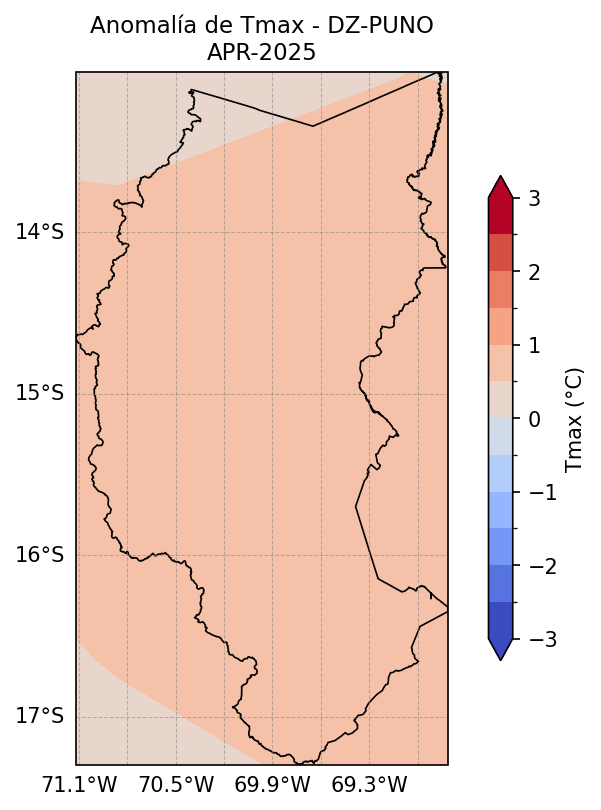 Anomalía de Tmax - DZ-PUNO
APR-2025
14°S
15°S
16°S
17°S
71.1°W 70.5°W 69.9°W 69.3°W
3
2
1
0
−1
−2
−3
Tmax (°C)